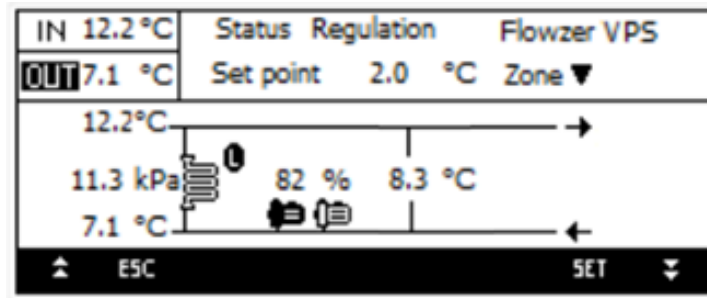 IN 12.2 °C Status Regulation Flowzer VPS
OUT 7.1 °C Set point 2.0 °C Zone ▼
12.2°C
L
11.3 kPa 82 % 8.3 °C
7.1 °C
ESC SET